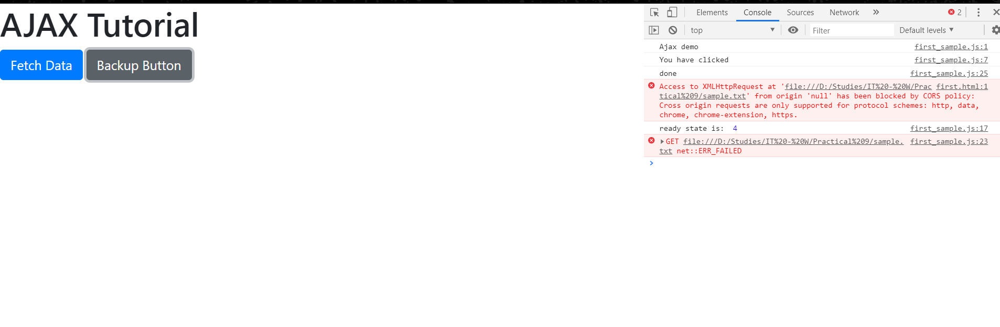 AJAX Tutorial
Fetch Data Backup Button
Elements Console Sources Network » 2
top Filter Default levels
Ajax demo first_sample.js:1
You have clicked first_sample.js:7
done first_sample.js:25
Access to XMLHttpRequest at 'file:///D:/Studies/IT%20-%20W/Prac first.html:1
tical%209/sample.txt' from origin 'null' has been blocked by CORS policy:
Cross origin requests are only supported for protocol schemes: http, data,
chrome, chrome-extension, https.
ready state is: 4 first_sample.js:17
GET file:///D:/Studies/IT%20-%20W/Practical%209/sample. first_sample.js:23
txt net::ERR_FAILED